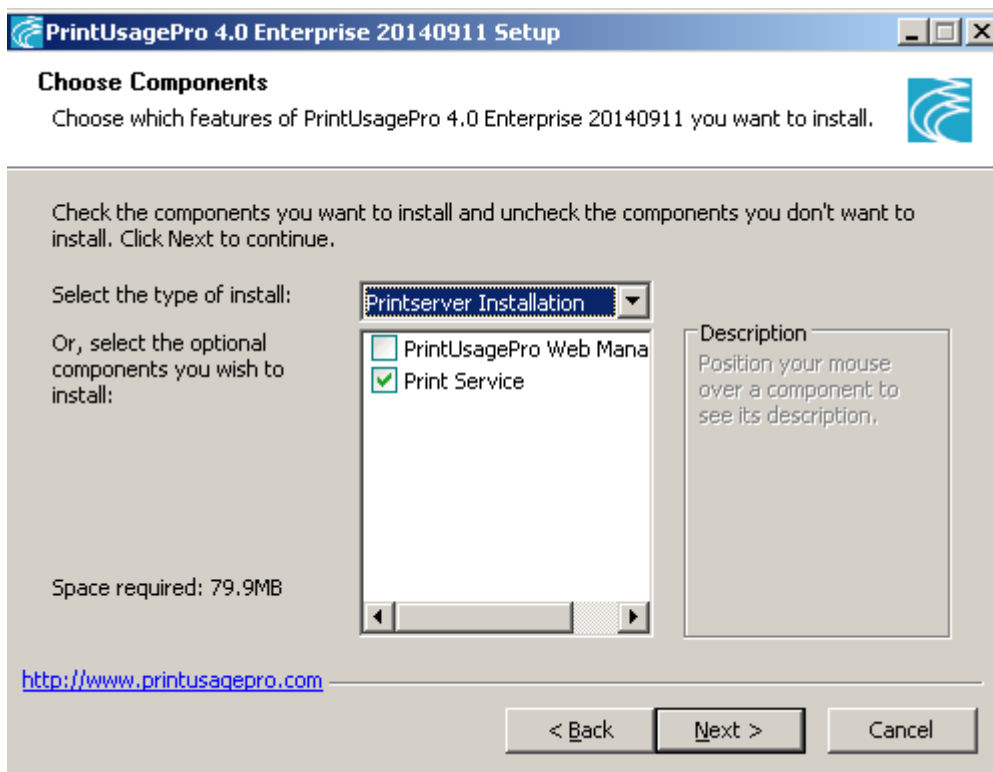 PrintUsagePro 4.0 Enterprise 20140911 Setup
Choose Components
Choose which features of PrintUsagePro 4.0 Enterprise 20140911 you want to install.
Check the components you want to install and uncheck the components you don't want to
install. Click Next to continue.
Select the type of install:
Printserver Installation
Or, select the optional
components you wish to
install:
PrintUsagePro Web Mana
Print Service
Description
Position your mouse
over a component to
see its description.
Space required: 79.9MB
http://www.printusagepro.com
< Back
Next >
Cancel